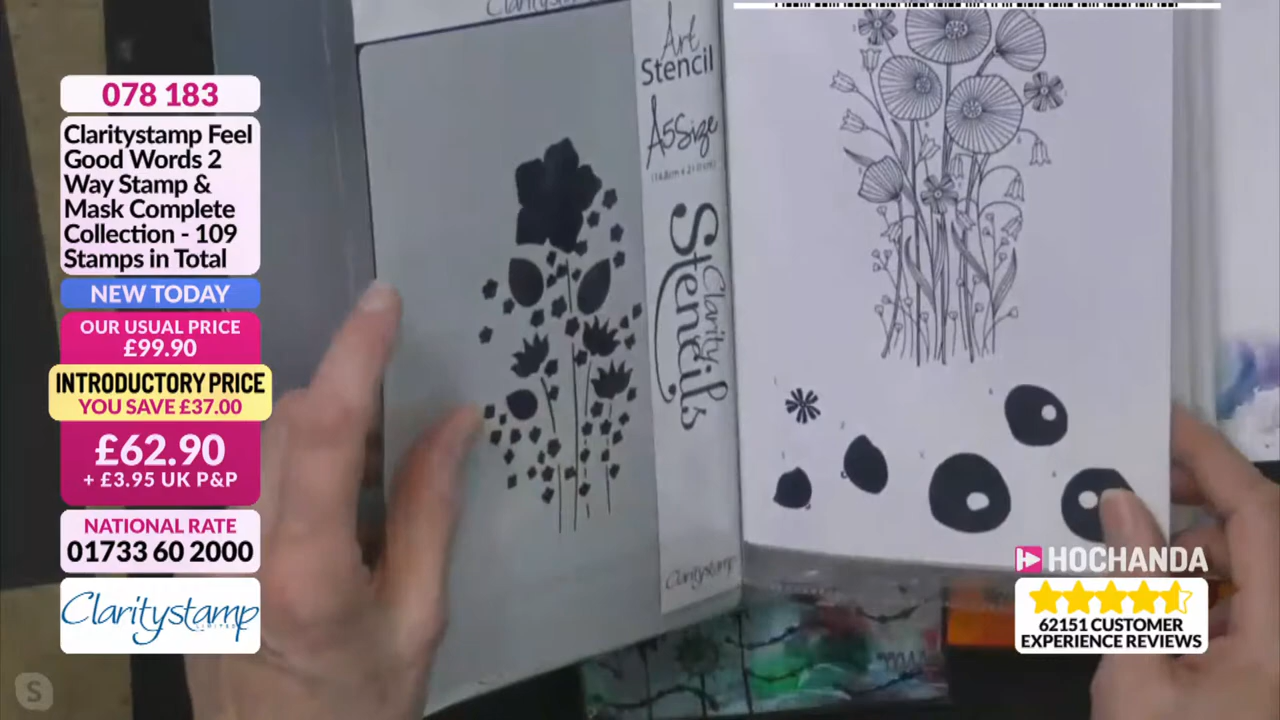 078 183
Claritystamp Feel
Good Words 2
Way Stamp &
Mask Complete
Collection - 109
Stamps in Total
NEW TODAY
OUR USUAL PRICE
£99.90
INTRODUCTORY PRICE
YOU SAVE £37.00
£62.90
+ £3.95 UK P&P
NATIONAL RATE
01733 60 2000
Claritystamp
LIMITED
S
Claritystamp
Art
Stencil
A5 Size
Clarity
Stencils
Claritystamp
HOCHANDA
62151 CUSTOMER
EXPERIENCE REVIEWS